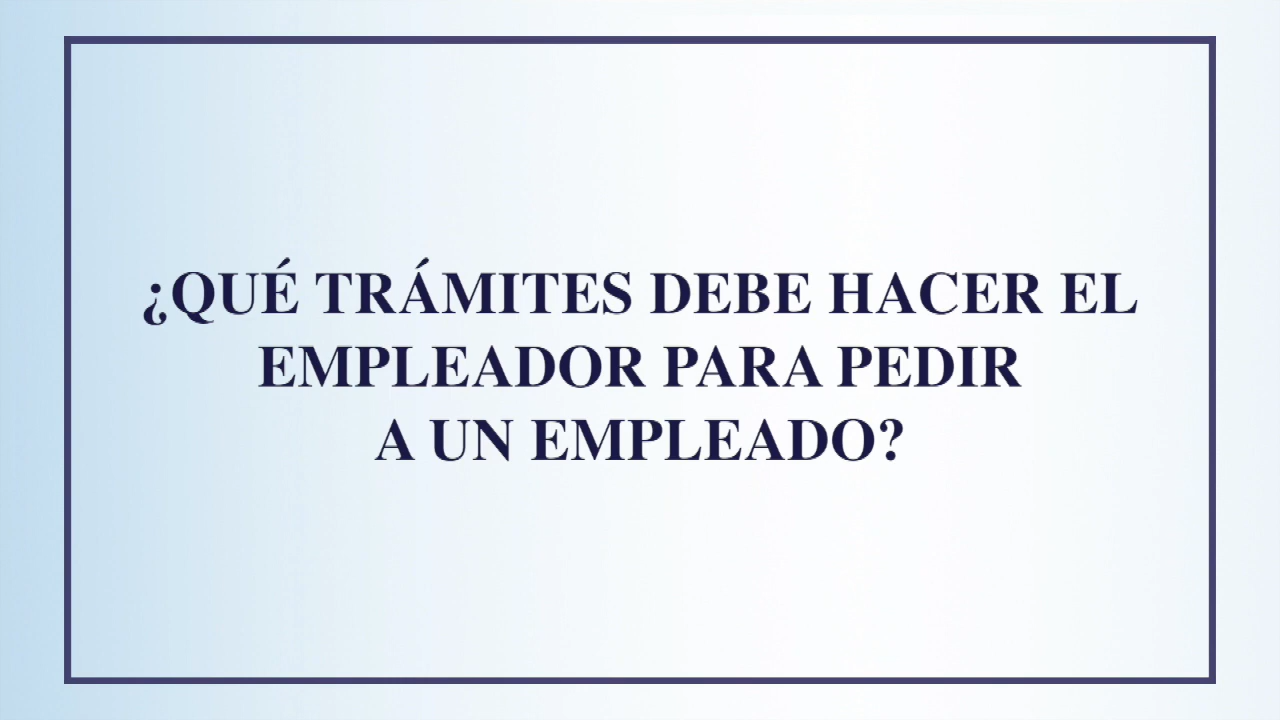 ¿QUÉ TRÁMITES DEBE HACER EL
EMPLEADOR PARA PEDIR
A UN EMPLEADO?